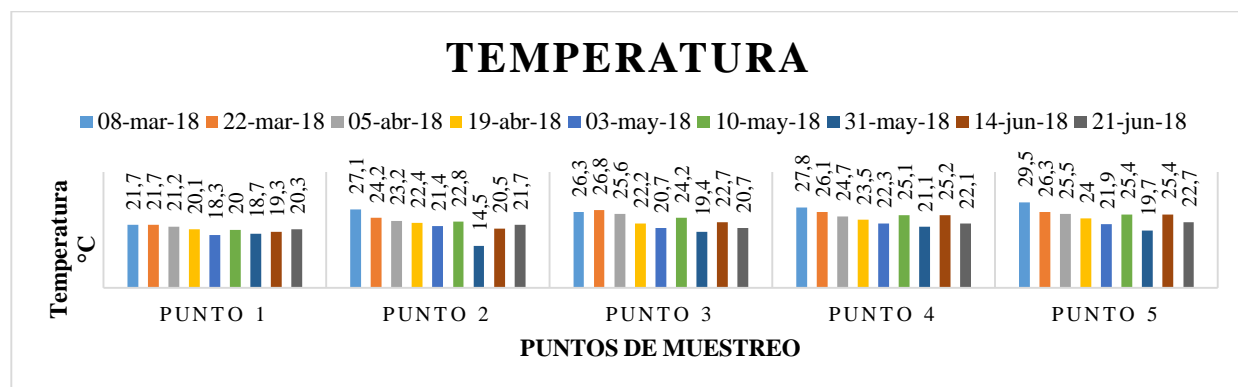 TEMPERATURA
08-mar-18 22-mar-18 05-abr-18 19-abr-18 03-may-18 10-may-18 31-may-18 14-jun-18 21-jun-18
Temperatura
°C
21,7 21,7 21,2 20,1 18,3 20 18,7 19,3 20,3
27,1 24,2 23,2 22,4 21,4 22,8 14,5 20,5 21,7
26,3 26,8 25,6 22,2 20,7 24,2 19,4 22,7 20,7
27,8 26,1 24,7 23,5 22,3 25,1 21,1 25,2 22,1
29,5 26,3 25,5 24 21,9 25,4 19,7 25,4 22,7
PUNTO 1 PUNTO 2 PUNTO 3 PUNTO 4 PUNTO 5
PUNTOS DE MUESTREO